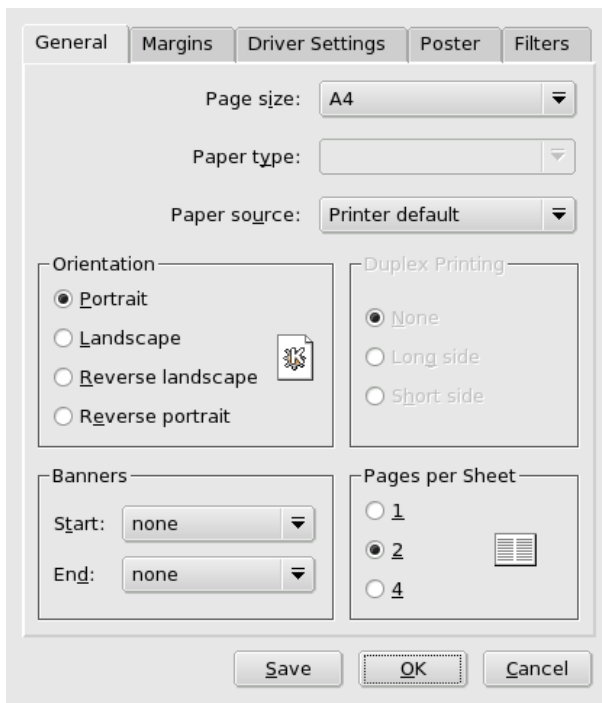 General Margins Driver Settings Poster Filters
Page size: A4
Paper type:
Paper source: Printer default
Orientation
Portrait
Landscape
Reverse landscape
Reverse portrait
Duplex Printing
None
Long side
Short side
Banners
Start: none
End: none
Pages per Sheet
1
2
4
Save OK Cancel